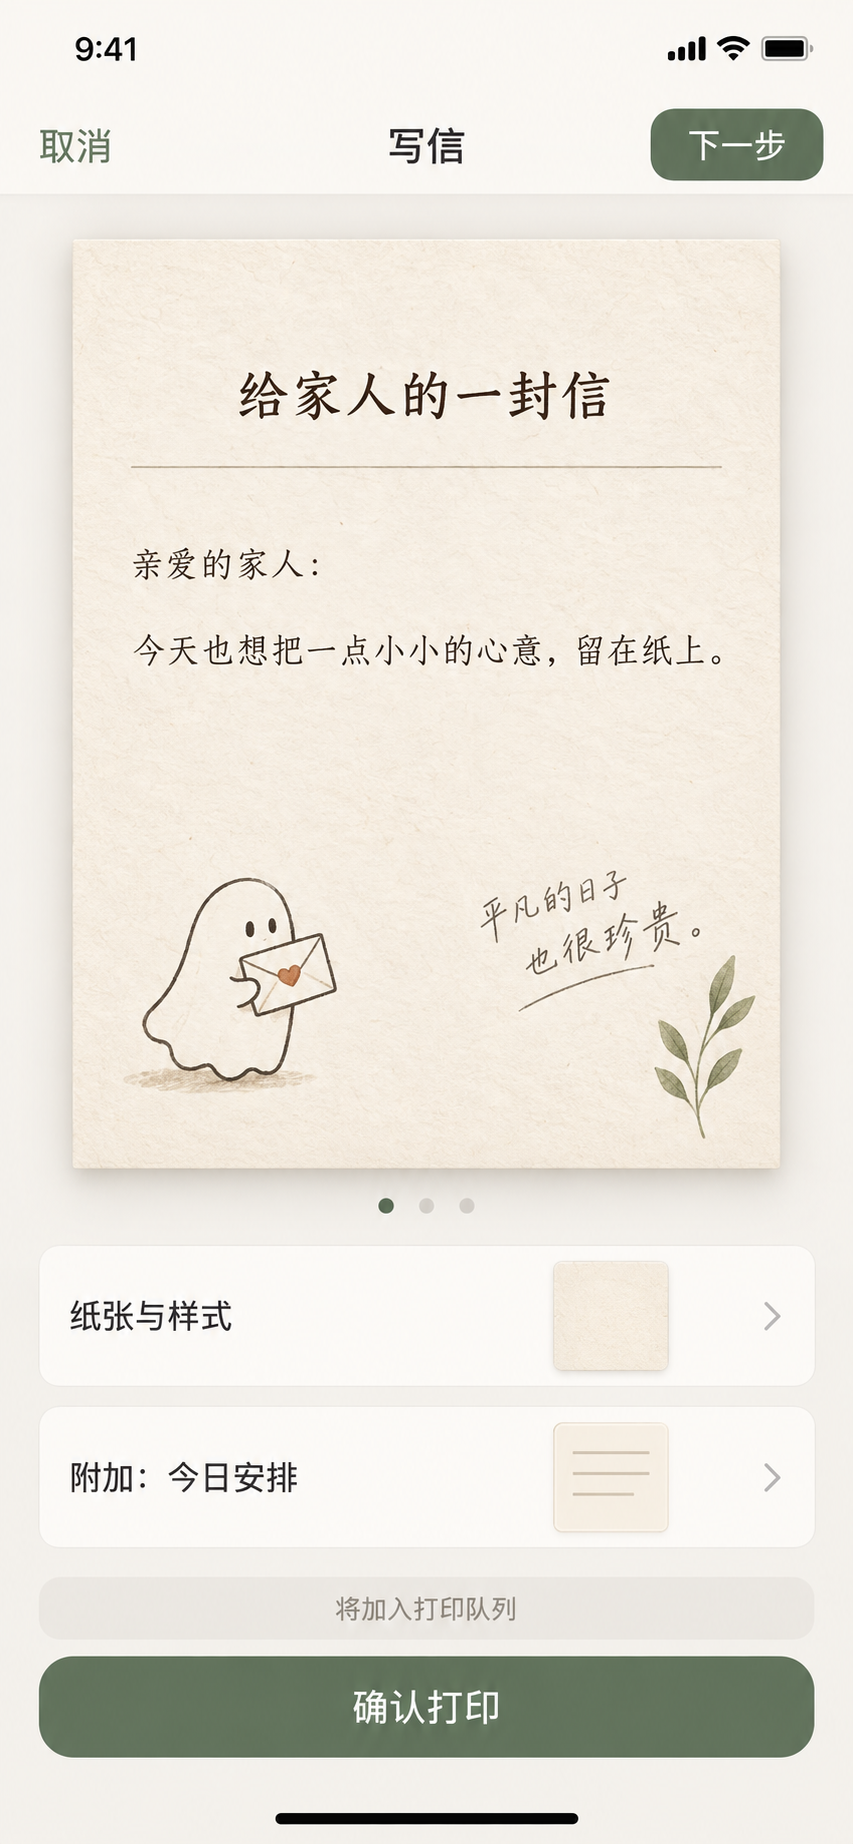 9:41
取消
写信
下一步
给家人的一封信
亲爱的家人：
今天也想把一点小小的心意，留在纸上。
平凡的日子
也很珍贵。
纸张与样式
附加：今日安排
将加入打印队列
确认打印